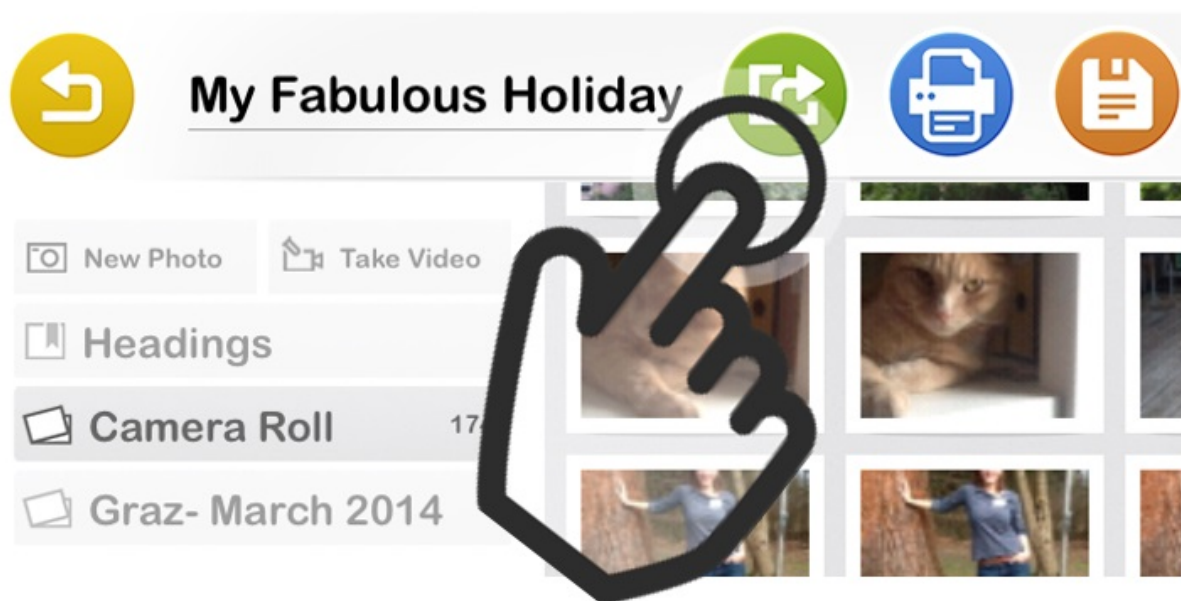 My Fabulous Holiday
New Photo Take Video
Headings
Camera Roll
Graz- March 2014